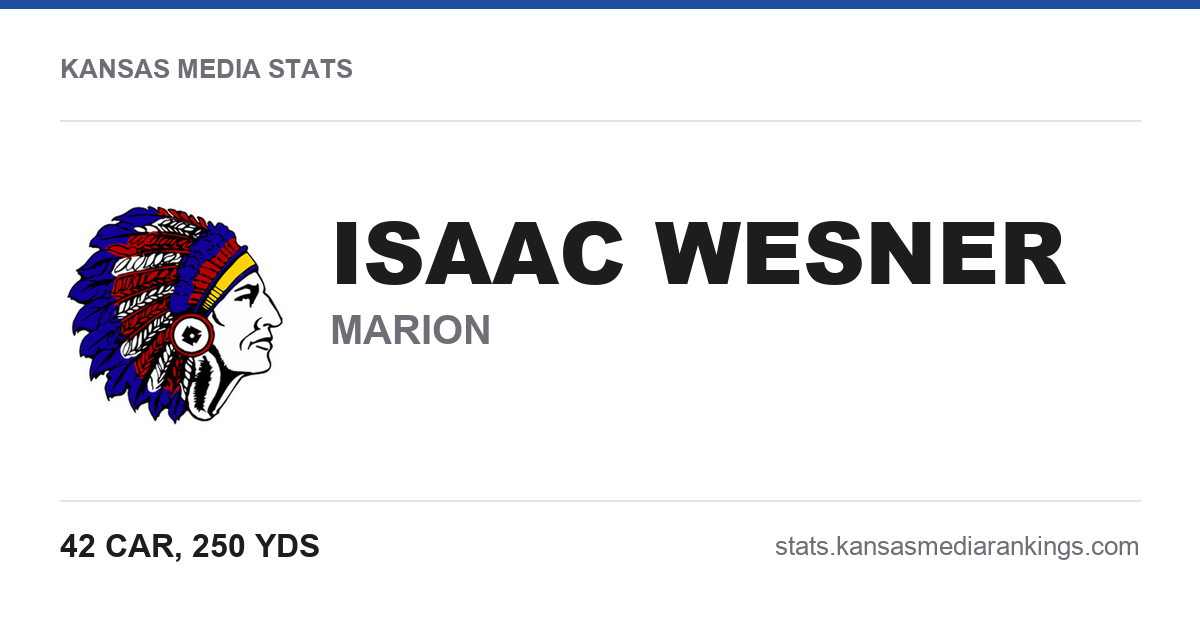 KANSAS MEDIA STATS
ISAAC WESNER
MARION
42 CAR, 250 YDS
stats.kansasmediarankings.com